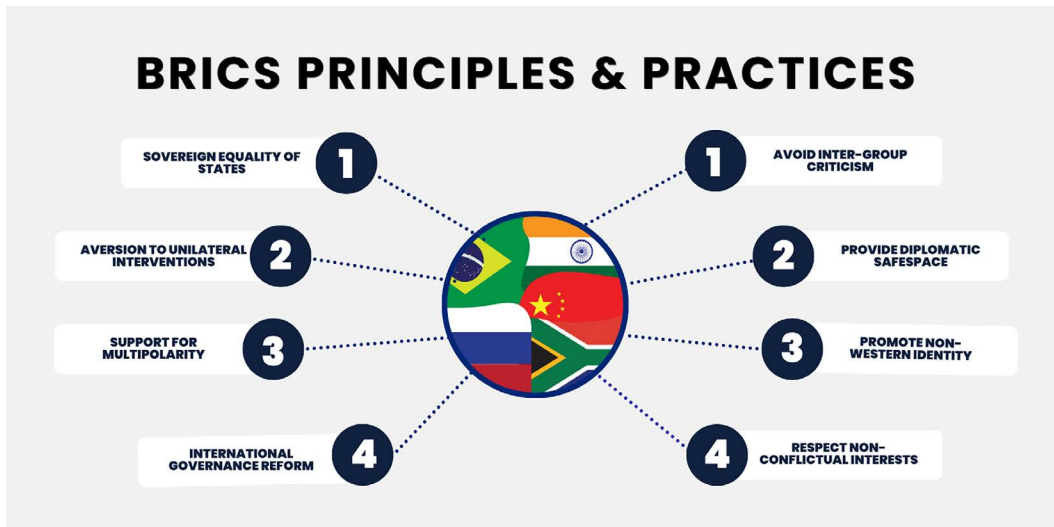 BRICS PRINCIPLES & PRACTICES
SOVEREIGN EQUALITY OF
STATES
1
AVERSION TO UNILATERAL
INTERVENTIONS
2
SUPPORT FOR
MULTIPOLARITY
3
INTERNATIONAL
GOVERNANCE REFORM
4
1
AVOID INTER-GROUP
CRITICISM
2
PROVIDE DIPLOMATIC
SAFESPACE
3
PROMOTE NON-
WESTERN IDENTITY
4
RESPECT NON-
CONFLICTUAL INTERESTS